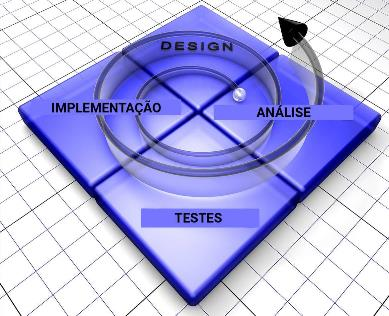 DESIGN
IMPLEMENTAÇÃO
ANÁLISE
TESTES